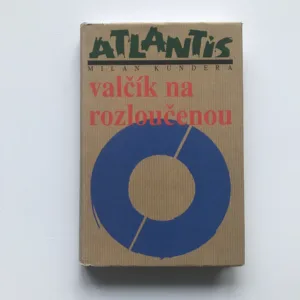 ATLANTIS
MILAN KUNDERA
valčík na
rozloučenou